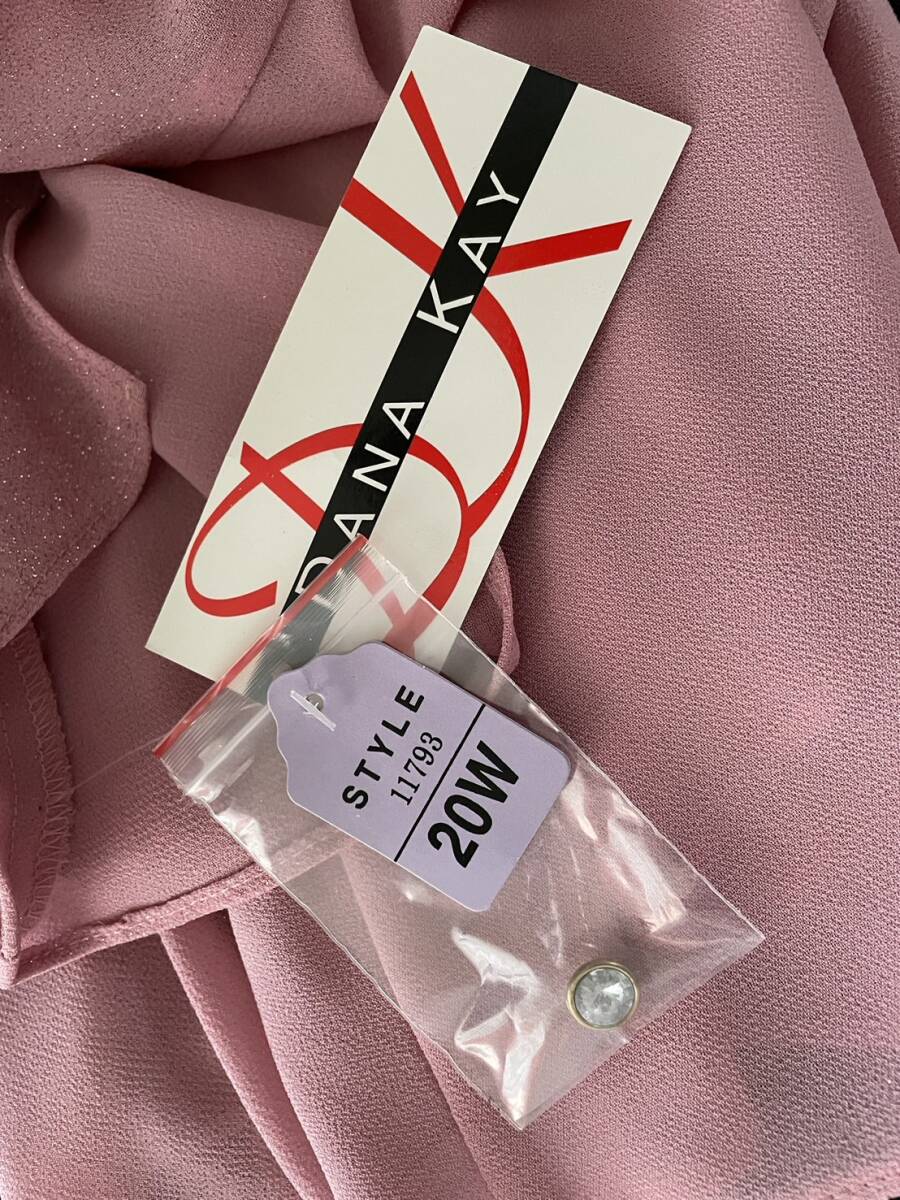 DANA KAY
STYLE
11793
20W